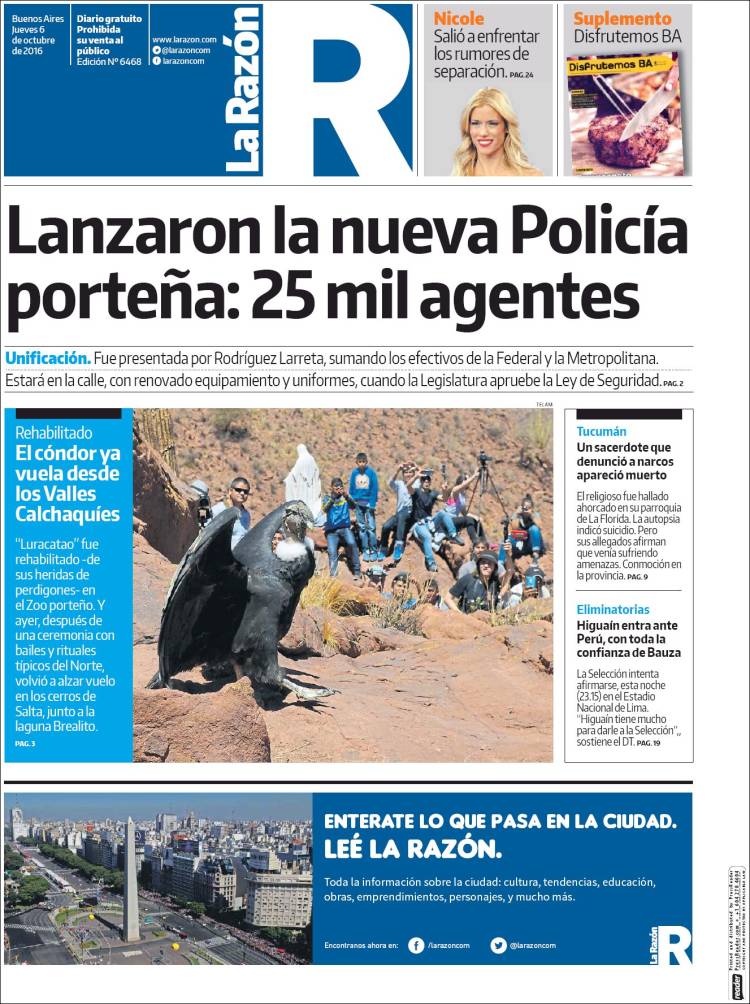 Buenos Aires
Jueves 6
de octubre
de 2016
Diario gratuito
Prohibida
su venta al
público
Edición Nº 6468
www.larazon.com
@larazoncom
larazoncom
La Razón
R
Nicole
Salió a enfrentar
los rumores de
separación. PAG. 24
Suplemento
Disfrutemos BA
Disfrutemos BA
Lanzaron la nueva Policía
porteña: 25 mil agentes
Unificación. Fue presentada por Rodríguez Larreta, sumando los efectivos de la Federal y la Metropolitana.
Estará en la calle, con renovado equipamiento y uniformes, cuando la Legislatura apruebe la Ley de Seguridad. PAG. 2
TELAM
Rehabilitado
El cóndor ya
vuela desde
los Valles
Calchaquíes
"Luracatao" fue
rehabilitado -de
sus heridas de
perdigones- en
el Zoo porteño. Y
ayer, después de
una ceremonia con
bailes y rituales
típicos del Norte,
volvió a alzar vuelo
en los cerros de
Salta, junto a la
laguna Brealito.
PAG. 3
Tucumán
Un sacerdote que
denunció a narcos
apareció muerto
El religioso fue hallado
ahorcado en su parroquia
de La Florida. La autopsia
indicó suicidio. Pero
sus allegados afirman
que venía sufriendo
amenazas. Conmoción en
la provincia. PAG. 9
Eliminatorias
Higuaín entra ante
Perú, con toda la
confianza de Bauza
La Selección intenta
afirmarse, esta noche
(23.15) en el Estadio
Nacional de Lima.
"Higuaín tiene mucho
para darle a la Selección",,
sostiene el DT. PAG. 19
ENTERATE LO QUE PASA EN LA CIUDAD.
LEÉ LA RAZÓN.
Toda la información sobre la ciudad: cultura, tendencias, educación,
obras, emprendimientos, personajes, y mucho más.
Encontranos ahora en:
/larazoncom
@larazoncom
La Razón
R
Printed and distributed by PressReader